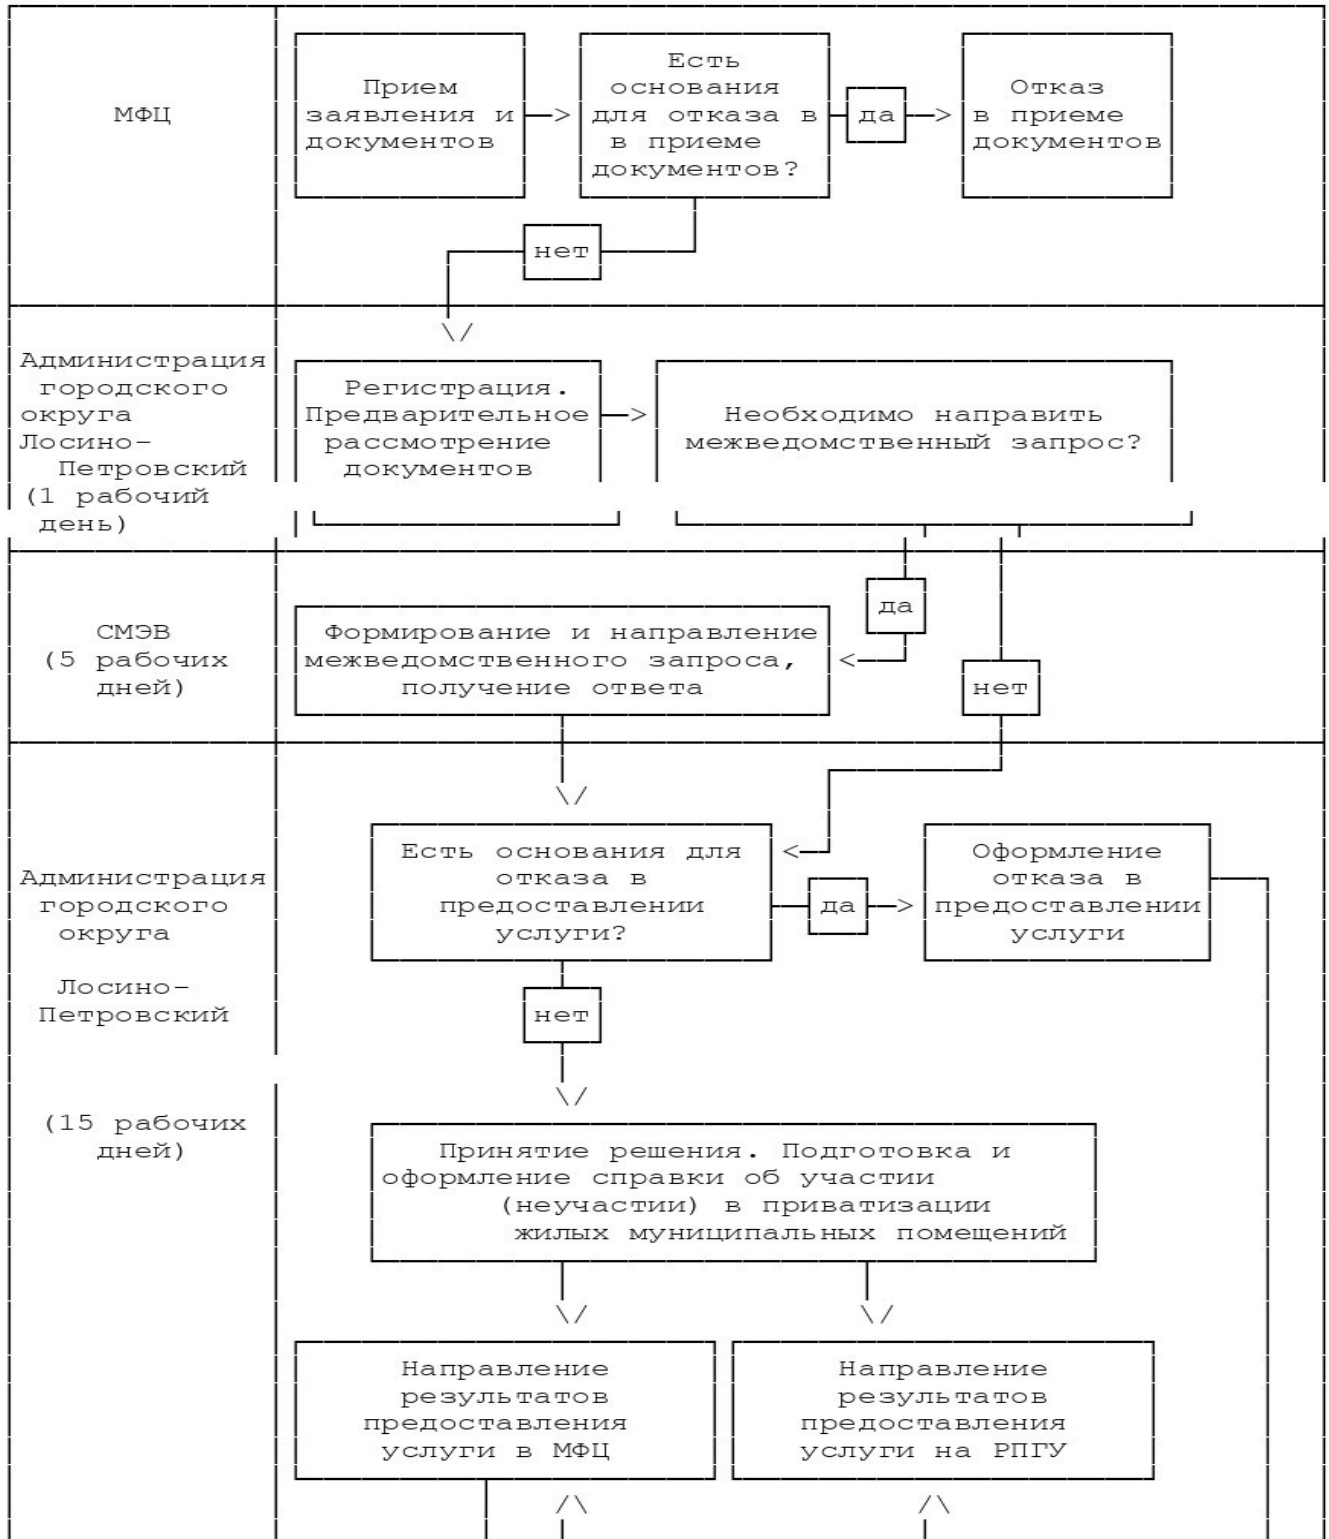 МФЦ
Прием
заявления и
документов
Есть
основания
для отказа в
в приеме
документов?
да
Отказ
в приеме
документов
нет
Администрация
городского
округа
Лосино-
Петровский
(1 рабочий
день)
Регистрация.
Предварительное
рассмотрение
документов
Необходимо направить
межведомственный запрос?
СМЭВ
(5 рабочих
дней)
Формирование и направление
межведомственного запроса,
получение ответа
да
нет
Администрация
городского
округа
Лосино-
Петровский
(15 рабочих
дней)
Есть основания для
отказа в
предоставлении
услуги?
да
Оформление
отказа в
предоставлении
услуги
нет
Принятие решения. Подготовка и
оформление справки об участии
(неучастии) в приватизации
жилых муниципальных помещений
Направление
результатов
предоставления
услуги в МФЦ
Направление
результатов
предоставления
услуги на РПГУ